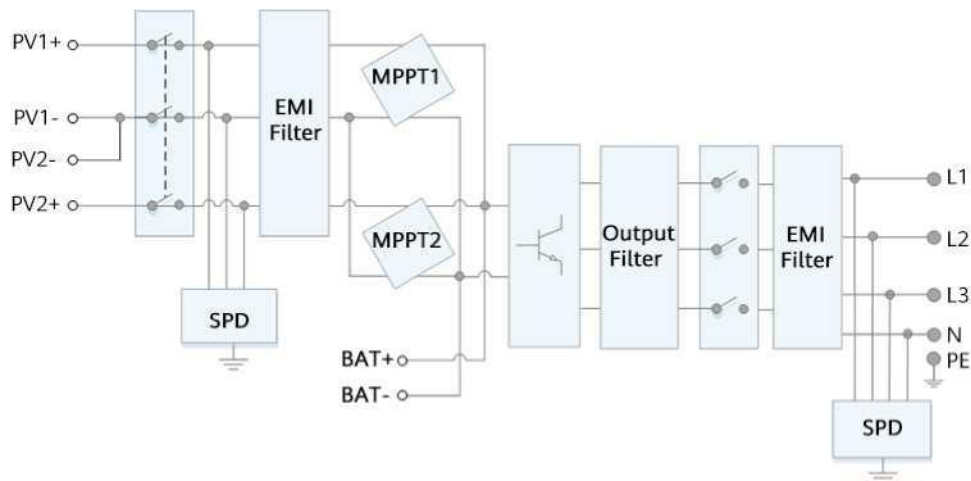 PV1+
PV1-
PV2-
PV2+
EMI
Filter
MPPT1
MPPT2
SPD
BAT+
BAT-
Output
Filter
EMI
Filter
L1
L2
L3
N
PE
SPD